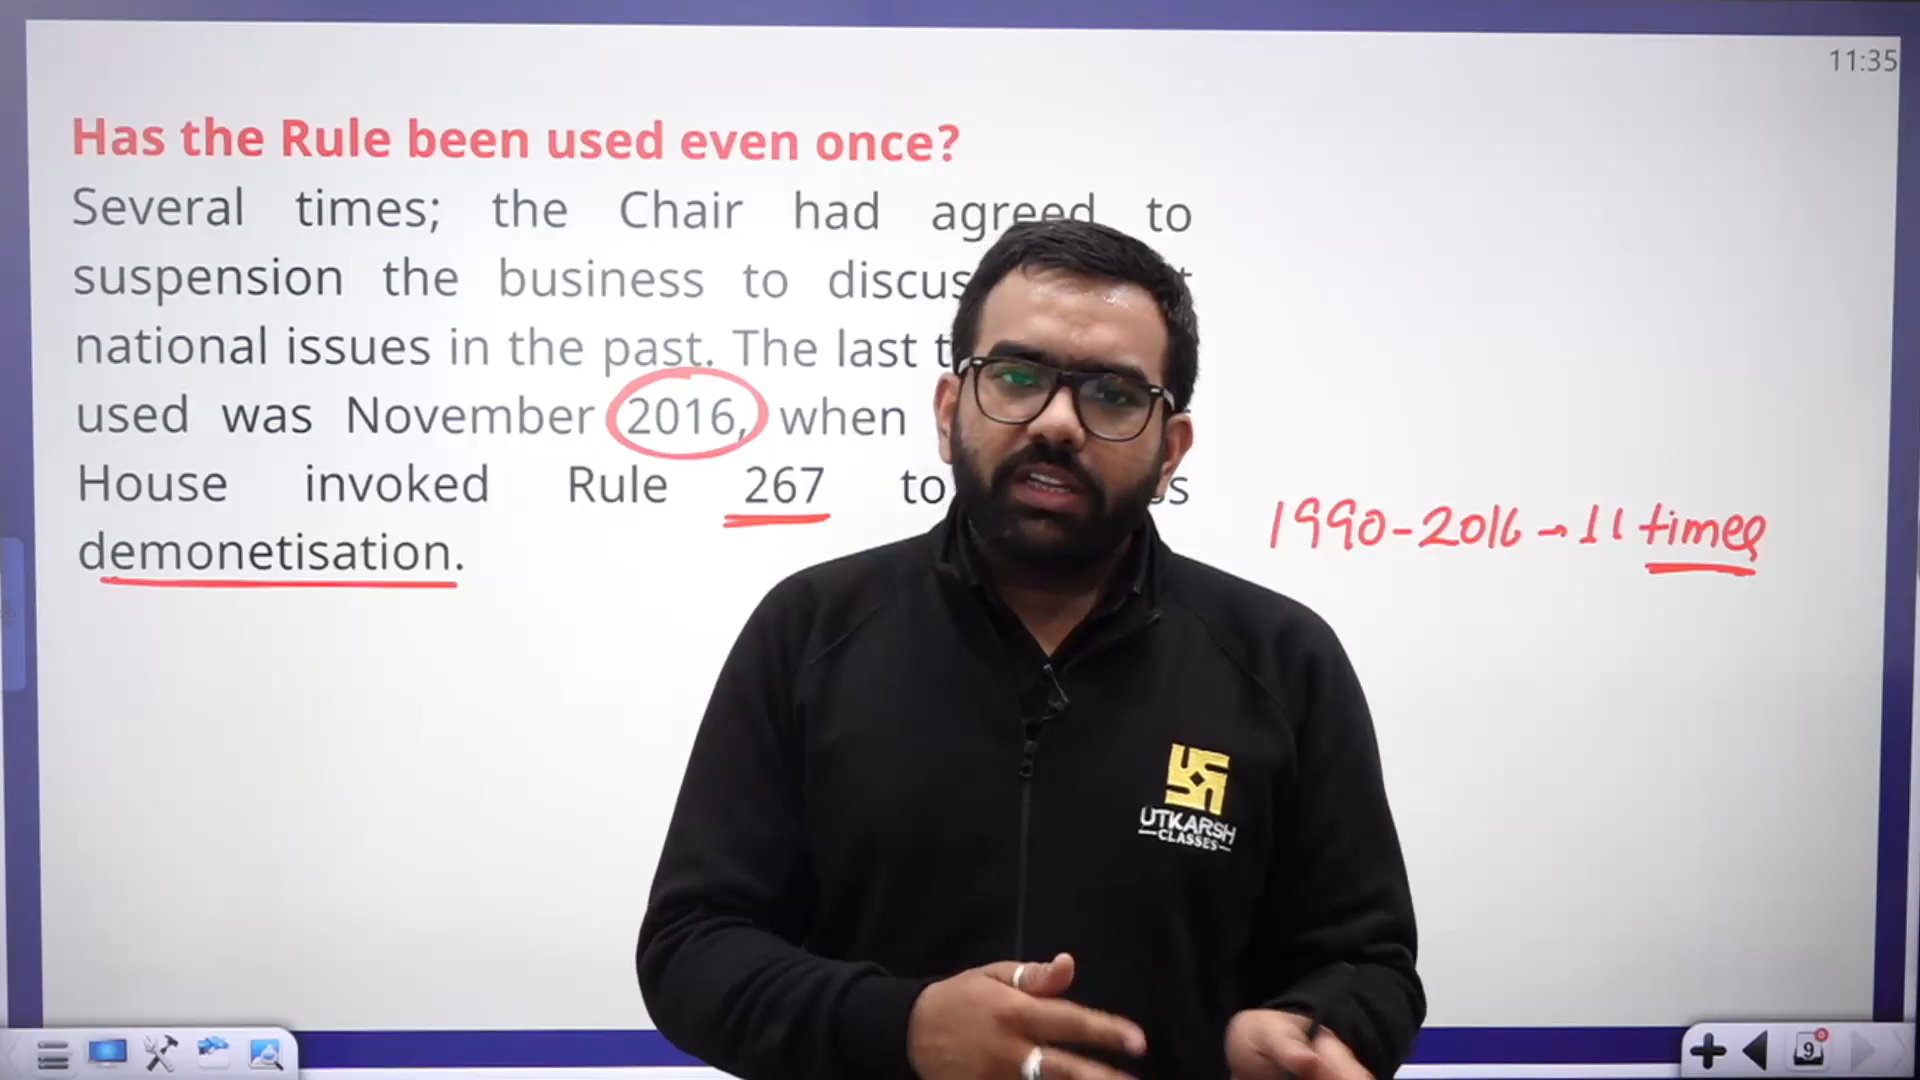 11:35
Has the Rule been used even once?
Several times; the Chair had agreed to
suspension the business to
national issues in the past. The last
used was November 2016, when
House invoked Rule 267 to
demonetisation.
1990-2016 → 11 times
UTKARSH
CLASSES
9